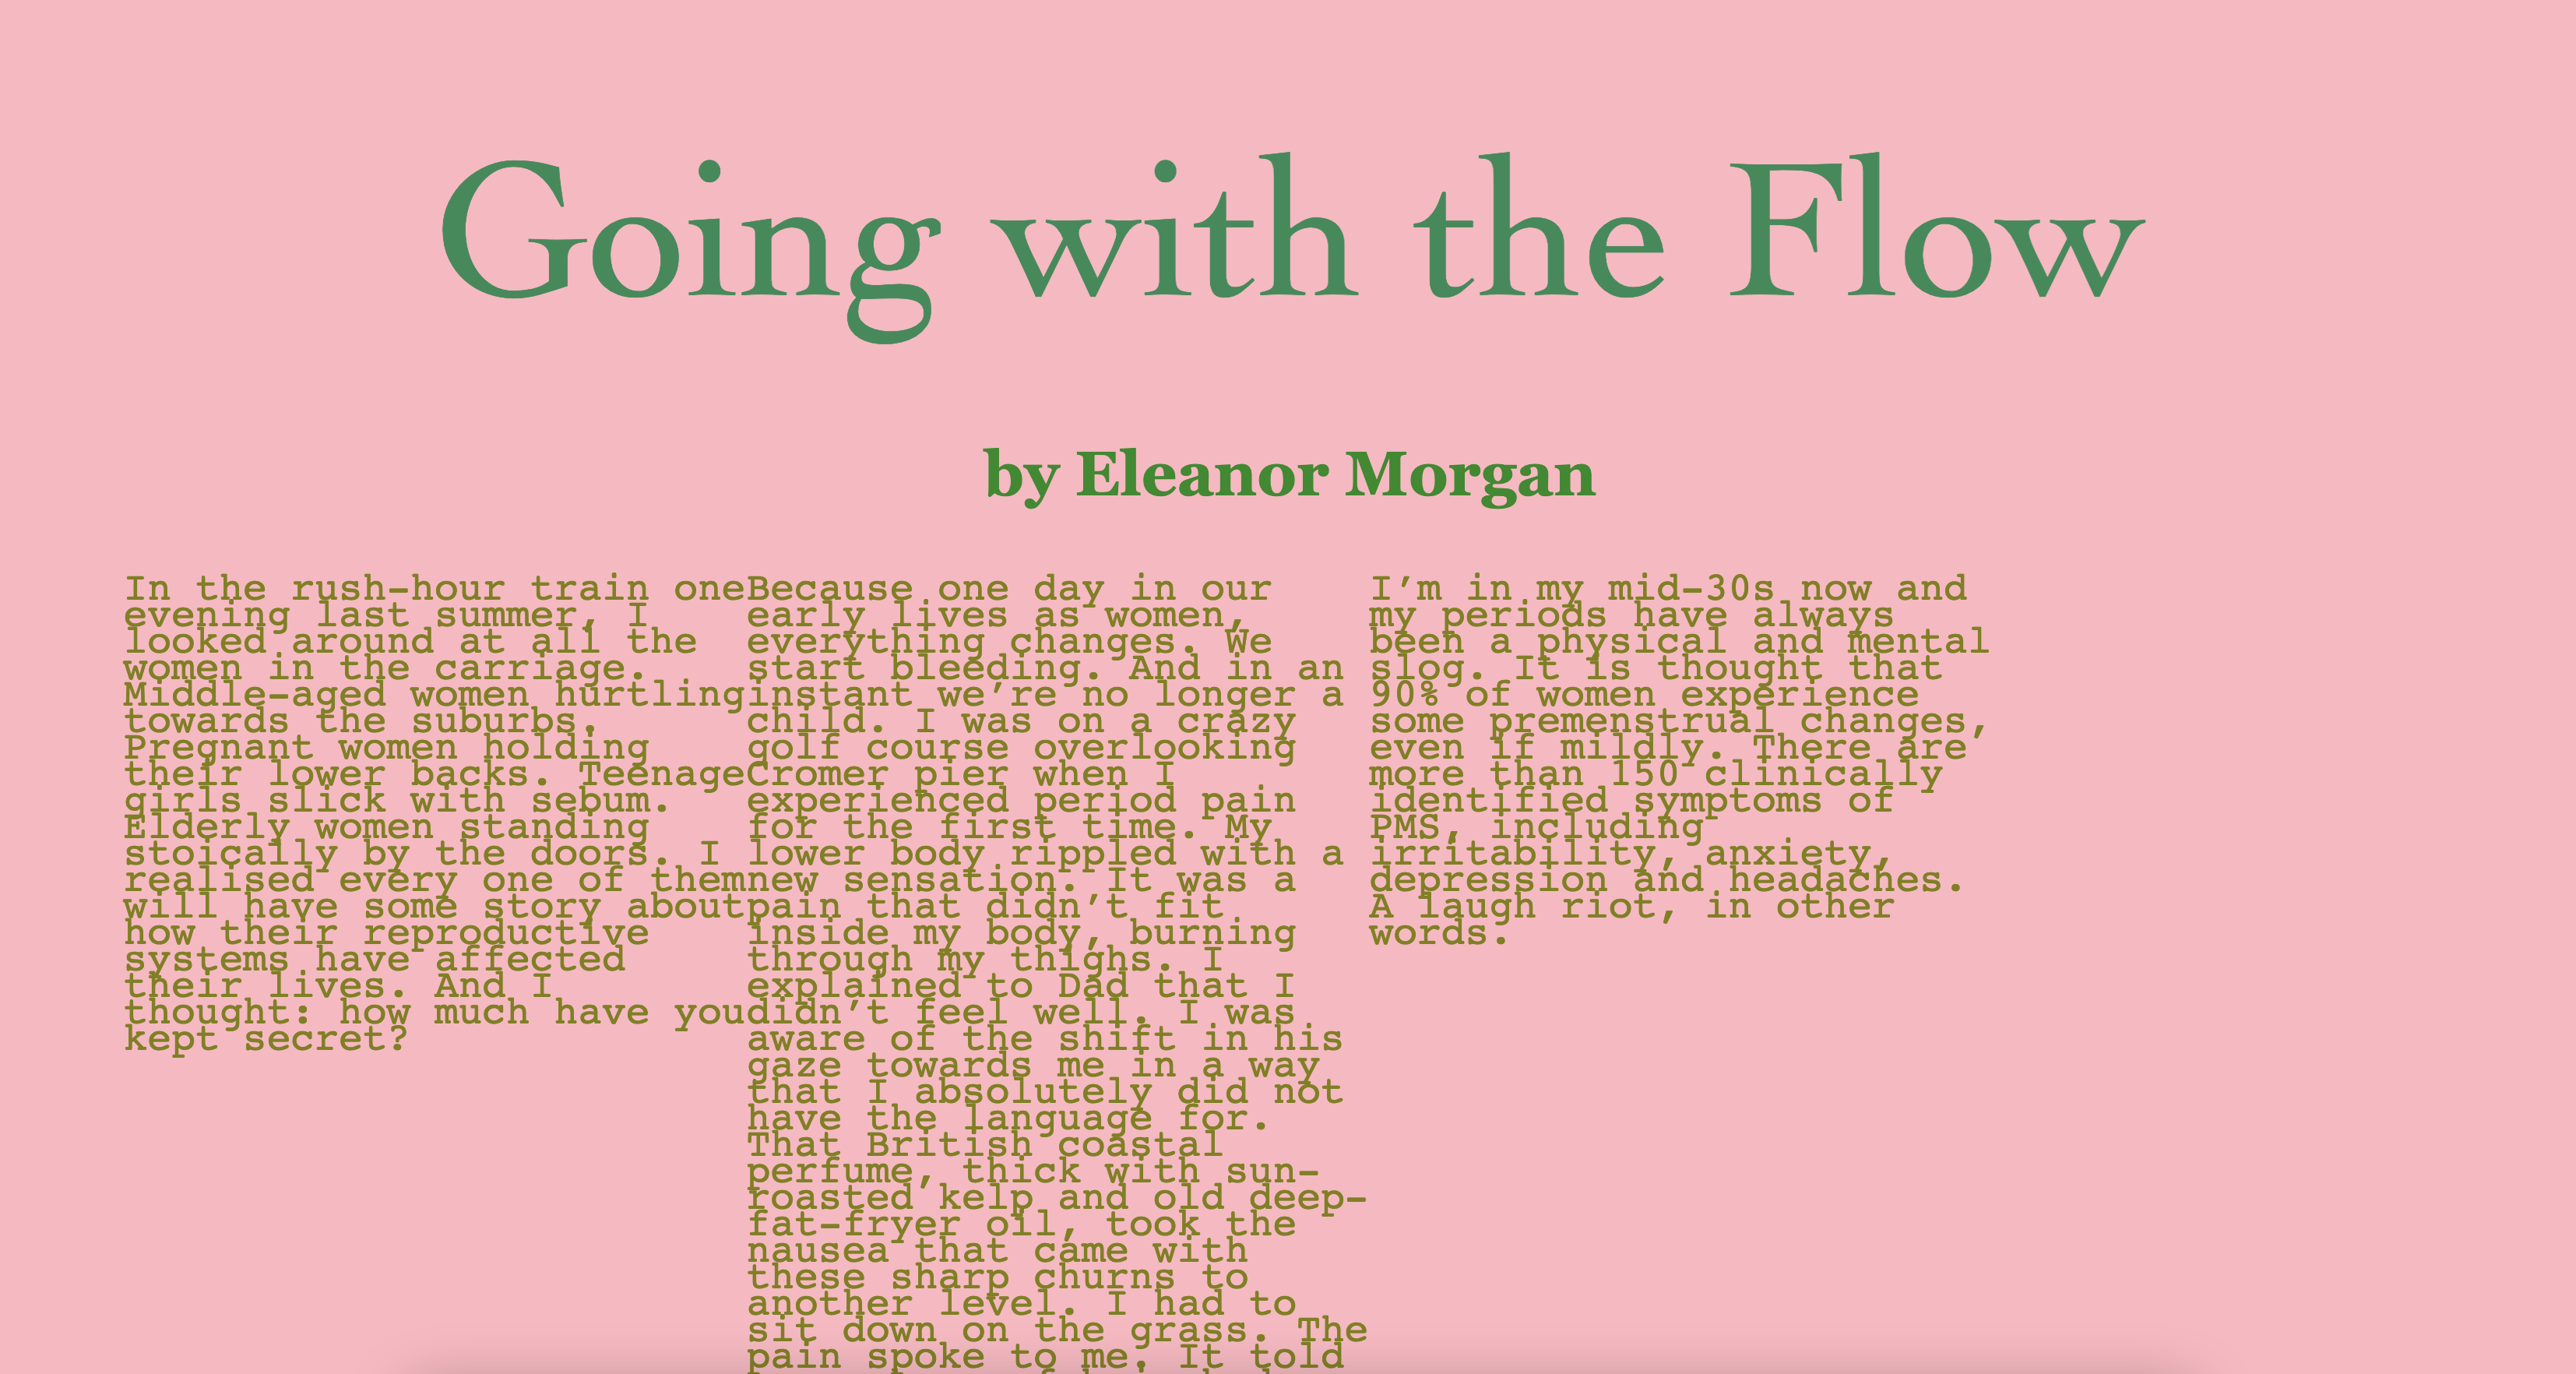 Going with the Flow
by Eleanor Morgan
In the rush-hour train one
evening last summer, I
looked around at all the
women in the carriage.
Middle-aged women hurtling
towards the suburbs.
Pregnant women holding
their lower backs. Teenage
girls slick with sebum.
Elderly women standing
stoically by the doors. I
realised every one of them
will have some story about
how their reproductive
systems have affected
their lives. And I
thought: how much have you
kept secret?
Because one day in our
early lives as women,
everything changes. We
start bleeding. And in an
instant we’re no longer a
child. I was on a crazy
golf course overlooking
Cromer pier when I
experienced period pain
for the first time. My
lower body rippled with a
new sensation. It was a
pain that didn’t fit
inside my body, burning
through my thighs. I
explained to Dad that I
didn’t feel well. I was
aware of the shift in his
gaze towards me in a way
that I absolutely did not
have the language for.
That British coastal
perfume, thick with sun-
roasted kelp and old deep-
fat-fryer oil, took the
nausea that came with
these sharp churns to
another level. I had to
sit down on the grass. The
pain spoke to me. It told
I’m in my mid-30s now and
my periods have always
been a physical and mental
slog. It is thought that
90% of women experience
some premenstrual changes,
even if mildly. There are
more than 150 clinically
identified symptoms of
PMS, including
irritability, anxiety,
depression and headaches.
A laugh riot, in other
words.